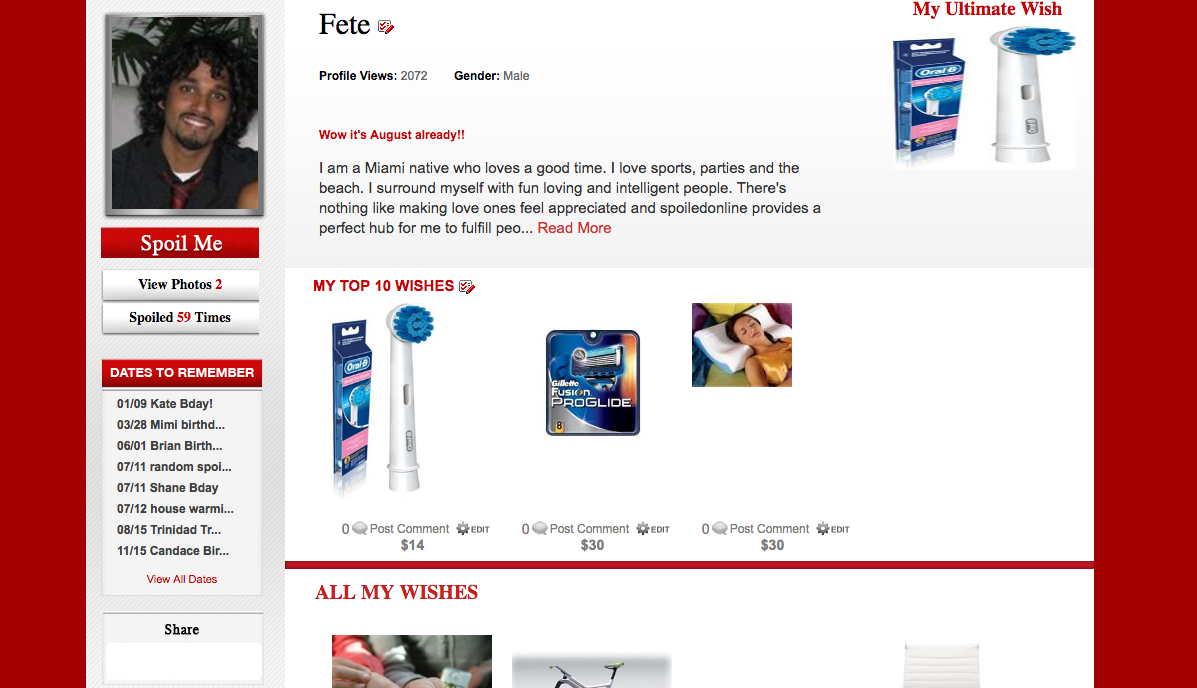 Fete
Profile Views: 2072 Gender: Male
Wow it's August already!!
I am a Miami native who loves a good time. I love sports, parties and the
beach. I surround myself with fun loving and intelligent people. There's
nothing like making love ones feel appreciated and spoiledonline provides a
perfect hub for me to fulfill peo... Read More
My Ultimate Wish
Oral-B
Spoil Me
View Photos 2
Spoiled 59 Times
DATES TO REMEMBER
01/09 Kate Bday!
03/28 Mimi birthd...
06/01 Brian Birth...
07/11 random spoi...
07/11 Shane Bday
07/12 house warmi...
08/15 Trinidad Tr...
11/15 Candace Bir...
View All Dates
Share
MY TOP 10 WISHES
Oral-B
Oral-B
Gillette
Fusion
PROGLIDE
8
0 Post Comment EDIT
$14
0 Post Comment EDIT
$30
0 Post Comment EDIT
$30
ALL MY WISHES